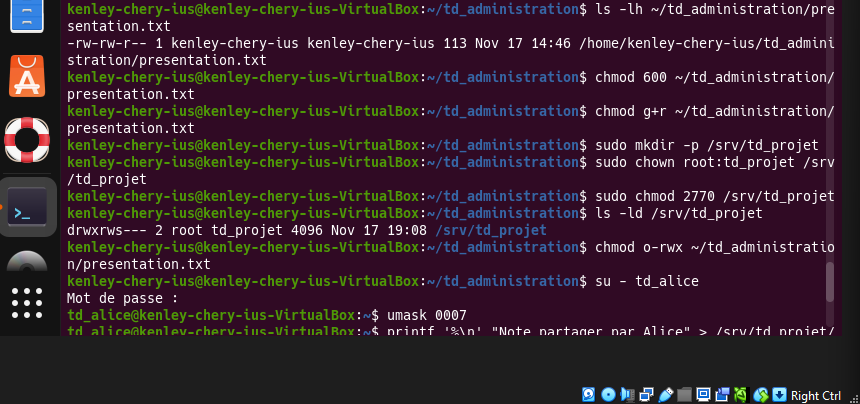 kenley-chery-ius@kenley-chery-ius-VirtualBox:~/td_administration$ ls -lh ~/td_administration/pre
sentation.txt
-rw-rw-r-- 1 kenley-chery-ius kenley-chery-ius 113 Nov 17 14:46 /home/kenley-chery-ius/td_admini
stration/presentation.txt
kenley-chery-ius@kenley-chery-ius-VirtualBox:~/td_administration$ chmod 600 ~/td_administration/
presentation.txt
kenley-chery-ius@kenley-chery-ius-VirtualBox:~/td_administration$ chmod g+r ~/td_administration/
presentation.txt
kenley-chery-ius@kenley-chery-ius-VirtualBox:~/td_administration$ sudo mkdir -p /srv/td_projet
kenley-chery-ius@kenley-chery-ius-VirtualBox:~/td_administration$ sudo chown root:td_projet /srv
/td_projet
kenley-chery-ius@kenley-chery-ius-VirtualBox:~/td_administration$ sudo chmod 2770 /srv/td_projet
kenley-chery-ius@kenley-chery-ius-VirtualBox:~/td_administration$ ls -ld /srv/td_projet
drwxrws--- 2 root td_projet 4096 Nov 17 19:08 /srv/td_projet
kenley-chery-ius@kenley-chery-ius-VirtualBox:~/td_administration$ chmod o-rwx ~/td_administratio
n/presentation.txt
kenley-chery-ius@kenley-chery-ius-VirtualBox:~/td_administration$ su - td_alice
Mot de passe :
td_alice@kenley-chery-ius-VirtualBox:~$ umask 0007
td_alice@kenley-chery-ius-VirtualBox:~$ printf '%\n' "Note partager par Alice" > /srv/td_projet/
Right Ctrl